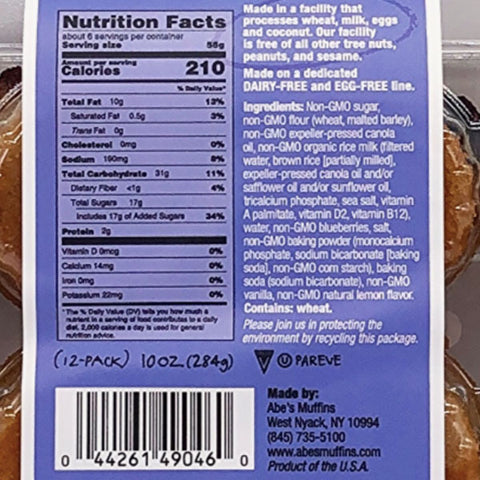 Nutrition Facts
about 6 servings per container
Serving size 55g
Amount per serving
Calories 210
% Daily Value*
Total Fat 10g 13%
Saturated Fat 0.5g 3%
Trans Fat 0g
Cholesterol 0mg 0%
Sodium 190mg 8%
Total Carbohydrate 31g 11%
Dietary Fiber <1g 4%
Total Sugars 17g
Includes 17g of Added Sugars 34%
Protein 2g
Vitamin D 0mcg 0%
Calcium 14mg 0%
Iron 0mg 0%
Potassium 22mg 0%
*The % Daily Value (DV) tells you how much a
nutrient in a serving of food contributes to a daily
diet. 2,000 calories a day is used for general
nutrition advice.
Made in a facility that
processes wheat, milk, eggs
and coconut. Our facility
is free of all other tree nuts,
peanuts, and sesame.
Made on a dedicated
DAIRY-FREE and EGG-FREE line.
Ingredients: Non-GMO sugar,
non-GMO flour (wheat, malted barley),
non-GMO expeller-pressed canola
oil, non-GMO organic rice milk (filtered
water, brown rice [partially milled],
expeller-pressed canola oil and/or
safflower oil and/or sunflower oil,
tricalcium phosphate, sea salt, vitamin
A palmitate, vitamin D2, vitamin B12),
water, non-GMO blueberries, salt,
non-GMO baking powder (monocalcium
phosphate, sodium bicarbonate [baking
soda], non-GMO corn starch), baking
soda (sodium bicarbonate), non-GMO
vanilla, non-GMO natural lemon flavor.
Contains: wheat.
Please join us in protecting the
environment by recycling this package.
(12-PACK) 10 OZ. (284g)
U PAREVE
0 44261 49046 0
Made by:
Abe's Muffins
West Nyack, NY 10994
(845) 735-5100
www.abesmuffins.com
Product of the U.S.A.